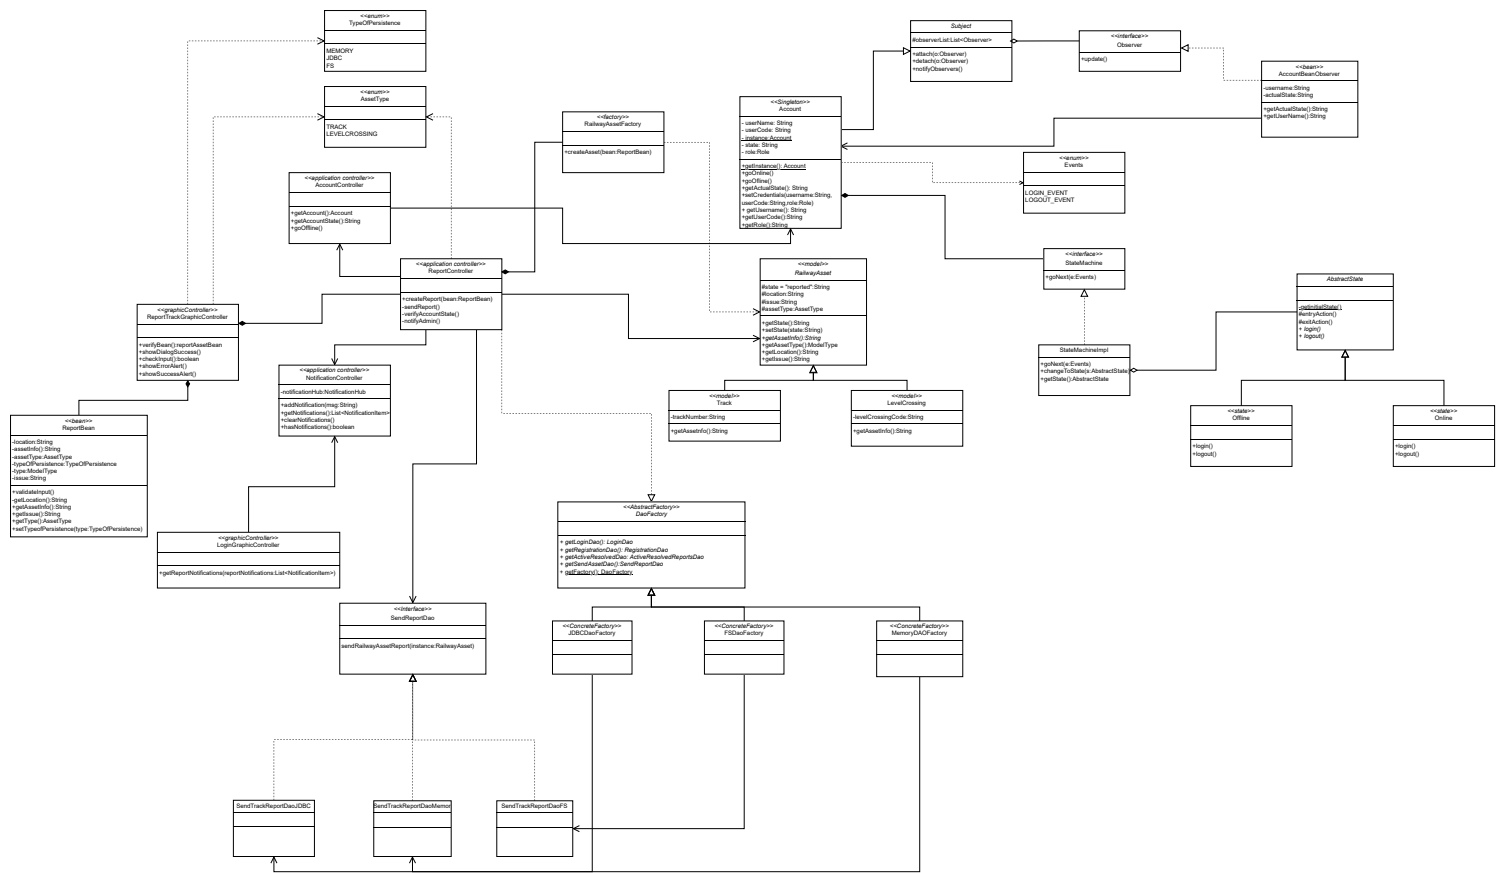 <<enum>>
TypeOfPersistence
MEMORY
JDBC
FS
<<enum>>
AssetType
TRACK
LEVELCROSSING
<<factory>>
RailwayAssetFactory
+createAsset(bean:ReportBean)
<<Singleton>>
Account
- userName: String
- userCode: String
- instance:Account
- state: String
- role:Role
+getInstance(): Account
+goOnline()
+goOfline()
+getActualState(): String
+setCredentials(username:String,
userCode:String,role:Role)
+ getUsername(): String
+getUserCode():String
+getRole():String
Subject
#observerList:List<Observer>
+attach(o:Observer)
+detach(o:Observer)
+notifyObservers()
<<interface>>
Observer
+update()
<<bean>>
AccountBeanObserver
-username:String
-actualState:String
+getActualState():String
+getUserName():String
<<enum>>
Events
LOGIN_EVENT
LOGOUT_EVENT
<<application controller>>
AccountController
+getAccount():Account
+getAccountState():String
+goOffline()
<<application controller>>
ReportController
+createReport(bean:ReportBean)
-sendReport()
-verifyAccountState()
-notifyAdmin()
<<model>>
RailwayAsset
#state = "reported":String
#location:String
#issue:String
#assetType:AssetType
+getState():String
+setState(state:String)
+getAssetInfo():String
+getAssetType():ModelType
+getLocation():String
+getIssue():String
<<interface>>
StateMachine
+goNext(e:Events)
AbstractState
-getInitialState()
#entryAction()
#exitAction()
+ login()
+ logout()
<<graphicController>>
ReportTrackGraphicController
+verifyBean():reportAssetBean
+showDialogSuccess()
+checkInput():boolean
+showErrorAlert()
+showSuccessAlert()
StateMachineImpl
+goNext(e:Events)
+changeToState(s:AbstractState)
+getState():AbstractState
<<application controller>>
NotificationController
-notificationHub:NotificationHub
+addNotification(msg:String)
+getNotifications():List<NotificationItem>
+clearNotifications()
+hasNotifications():boolean
<<model>>
Track
-trackNumber:String
+getAssetnfo():String
<<model>>
LevelCrossing
-levelCrossingCode:String
+getAssetInfo():String
<<state>>
Offline
+login()
+logout()
<<state>>
Online
+login()
+logout()
<<bean>>
ReportBean
-location:String
-assetInfo():String
-assetType:AssetType
-typeOfPersistence:TypeOfPersistence
-type:ModelType
-issue:String
+validateInput()
-getLocation():String
+getAssetInfo():String
+getIssue():String
+getType():AssetType
+setTypeofPersistence(type:TypeOfPersistence)
<<graphicController>>
LoginGraphicController
+getReportNotifications(reportNotifications:List<NotificationItem>)
<<AbstractFactory>>
DaoFactory
+ getLoginDao(): LoginDao
+ getRegistrationDao(): RegistrationDao
+ getActiveResolvedDao: ActiveResolvedReportsDao
+ getSendAssetDao():SendReportDao
+ getFactory(): DaoFactory
<<Interface>>
SendReportDao
sendRailwayAssetReport(instance:RailwayAsset)
<<ConcreteFactory>>
JDBCDaoFactory
<<ConcreteFactory>>
FSDaoFactory
<<ConcreteFactory>>
MemoryDAOFactory
SendTrackReportDaoJDBC
SendTrackReportDaoMemor
SendTrackReportDaoFS